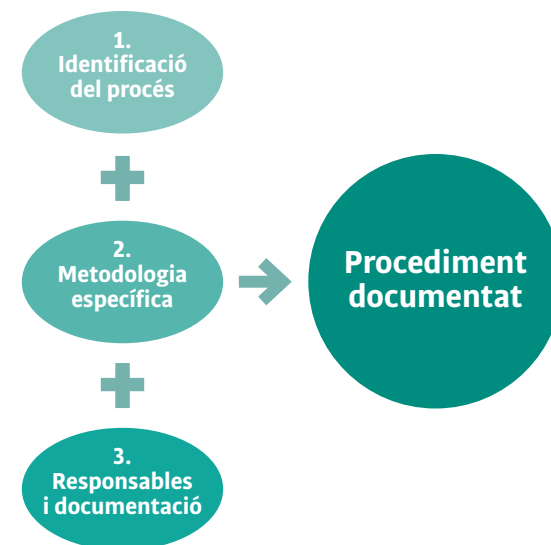 1.
Identificació
del procés
2.
Metodologia
específica
3.
Responsables
i documentació
Procediment
documentat